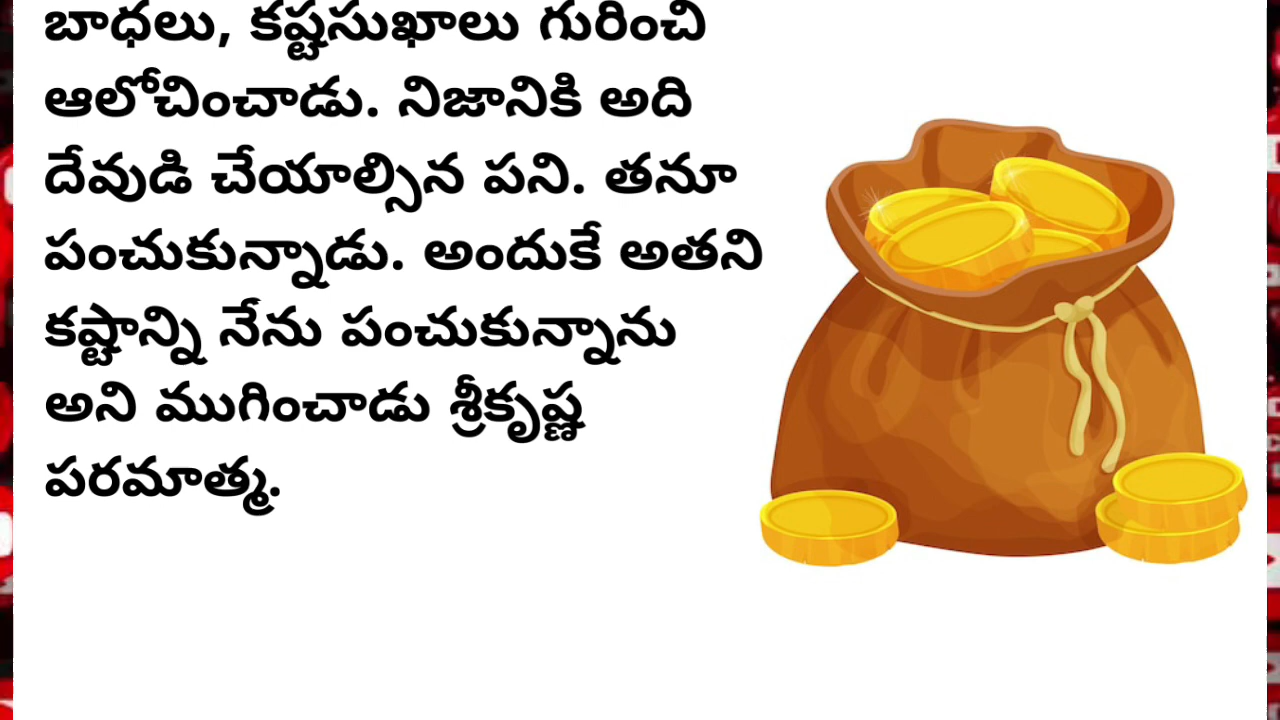 బాధలు, కష్టసుఖాలు గురించి
ఆలోచించాడు. నిజానికి అది
దేవుడి చేయాల్సిన పని. తనూ
పంచుకున్నాడు. అందుకే అతని
కష్టాన్ని నేను పంచుకున్నాను
అని ముగించాడు శ్రీకృష్ణ
పరమాత్మ.